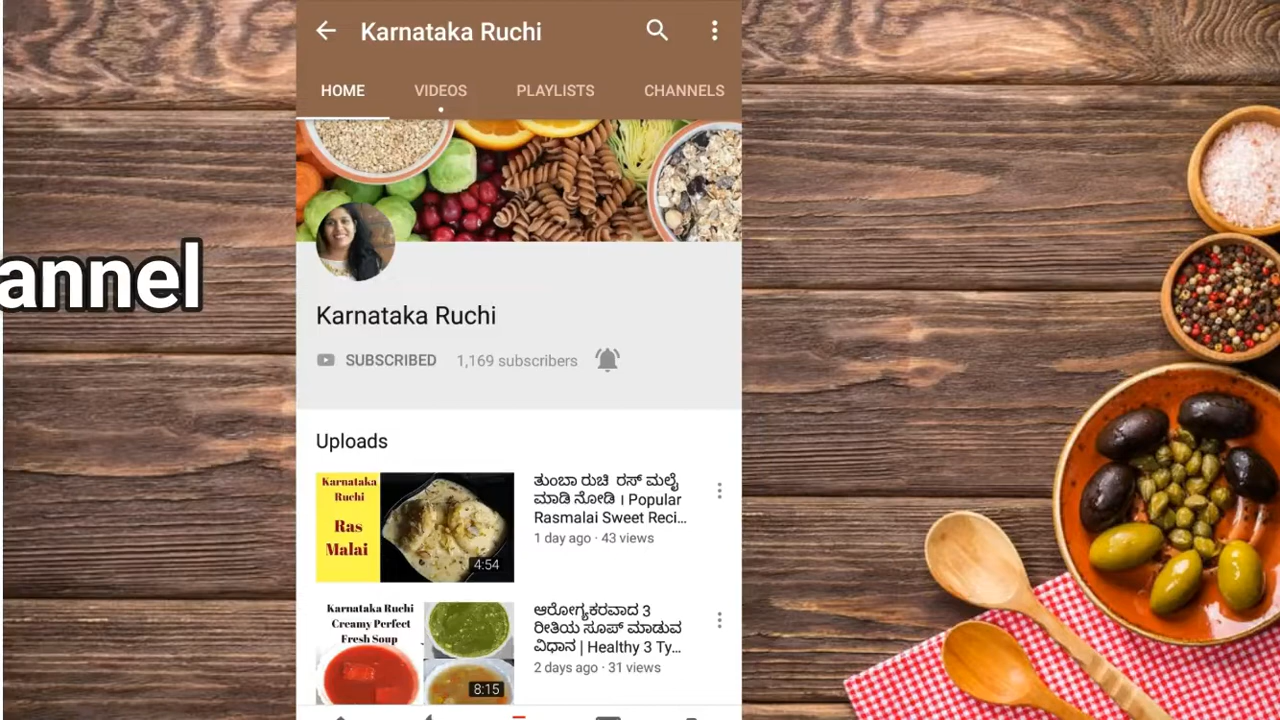 Karnataka Ruchi
HOME VIDEOS PLAYLISTS CHANNELS
annel
Karnataka Ruchi
SUBSCRIBED 1,169 subscribers
Uploads
Karnataka
Ruchi
Ras
Malai
4:54
ತುಂಬಾ ರುಚಿ ರಸ್ ಮಲೈ
ಮಾಡಿ ನೋಡಿ । Popular
Rasmalai Sweet Reci...
1 day ago · 43 views
Karnataka Ruchi
Creamy Perfect
Fresh Soup
8:15
ಆರೋಗ್ಯಕರವಾದ 3
ರೀತಿಯ ಸೂಪ್ ಮಾಡುವ
ವಿಧಾನ | Healthy 3 Ty...
2 days ago · 31 views